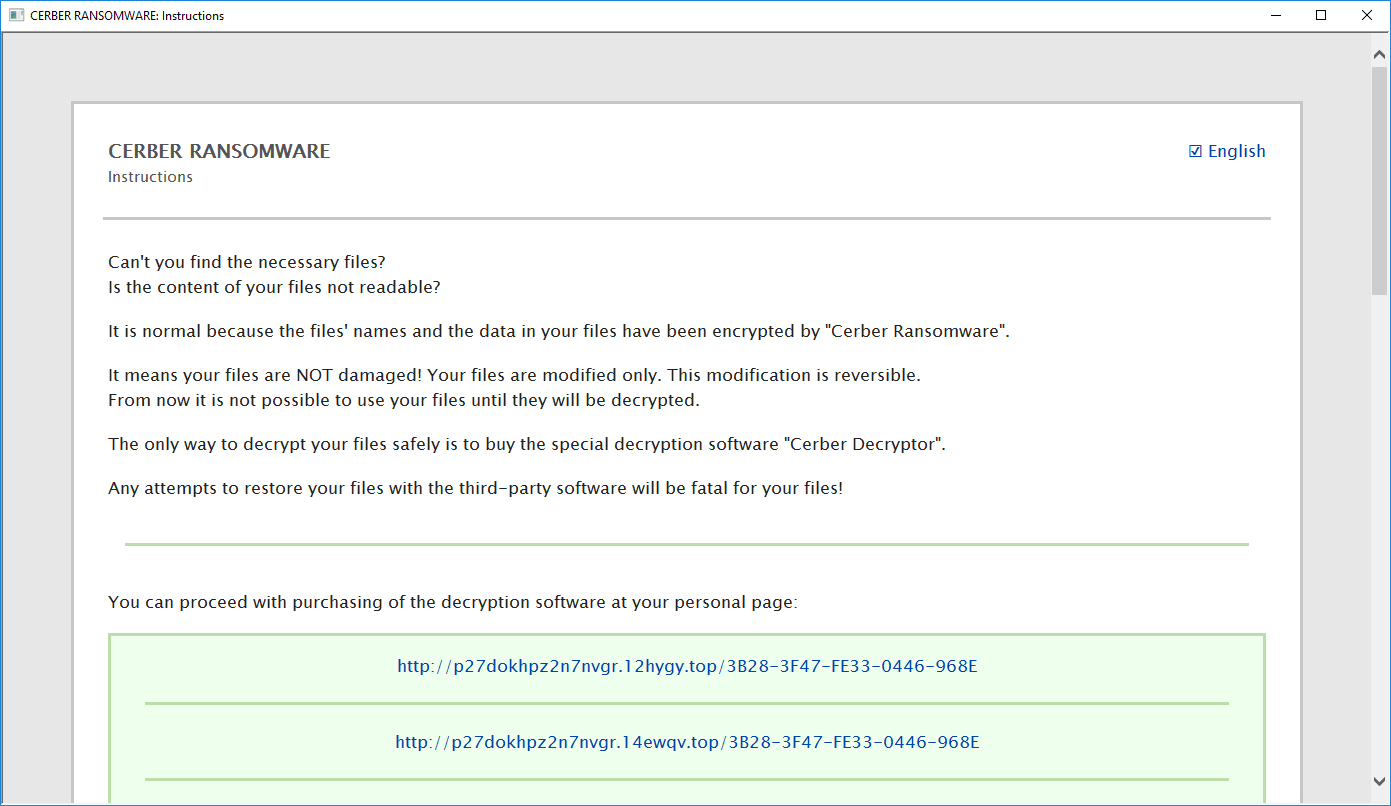 CERBER RANSOMWARE: Instructions
CERBER RANSOMWARE
English
Instructions
Can't you find the necessary files?
Is the content of your files not readable?
It is normal because the files' names and the data in your files have been encrypted by "Cerber Ransomware".
It means your files are NOT damaged! Your files are modified only. This modification is reversible.
From now it is not possible to use your files until they will be decrypted.
The only way to decrypt your files safely is to buy the special decryption software "Cerber Decryptor".
Any attempts to restore your files with the third-party software will be fatal for your files!
You can proceed with purchasing of the decryption software at your personal page:
http://p27dokhpz2n7nvgr.12hygy.top/3B28-3F47-FE33-0446-968E
http://p27dokhpz2n7nvgr.14ewqv.top/3B28-3F47-FE33-0446-968E